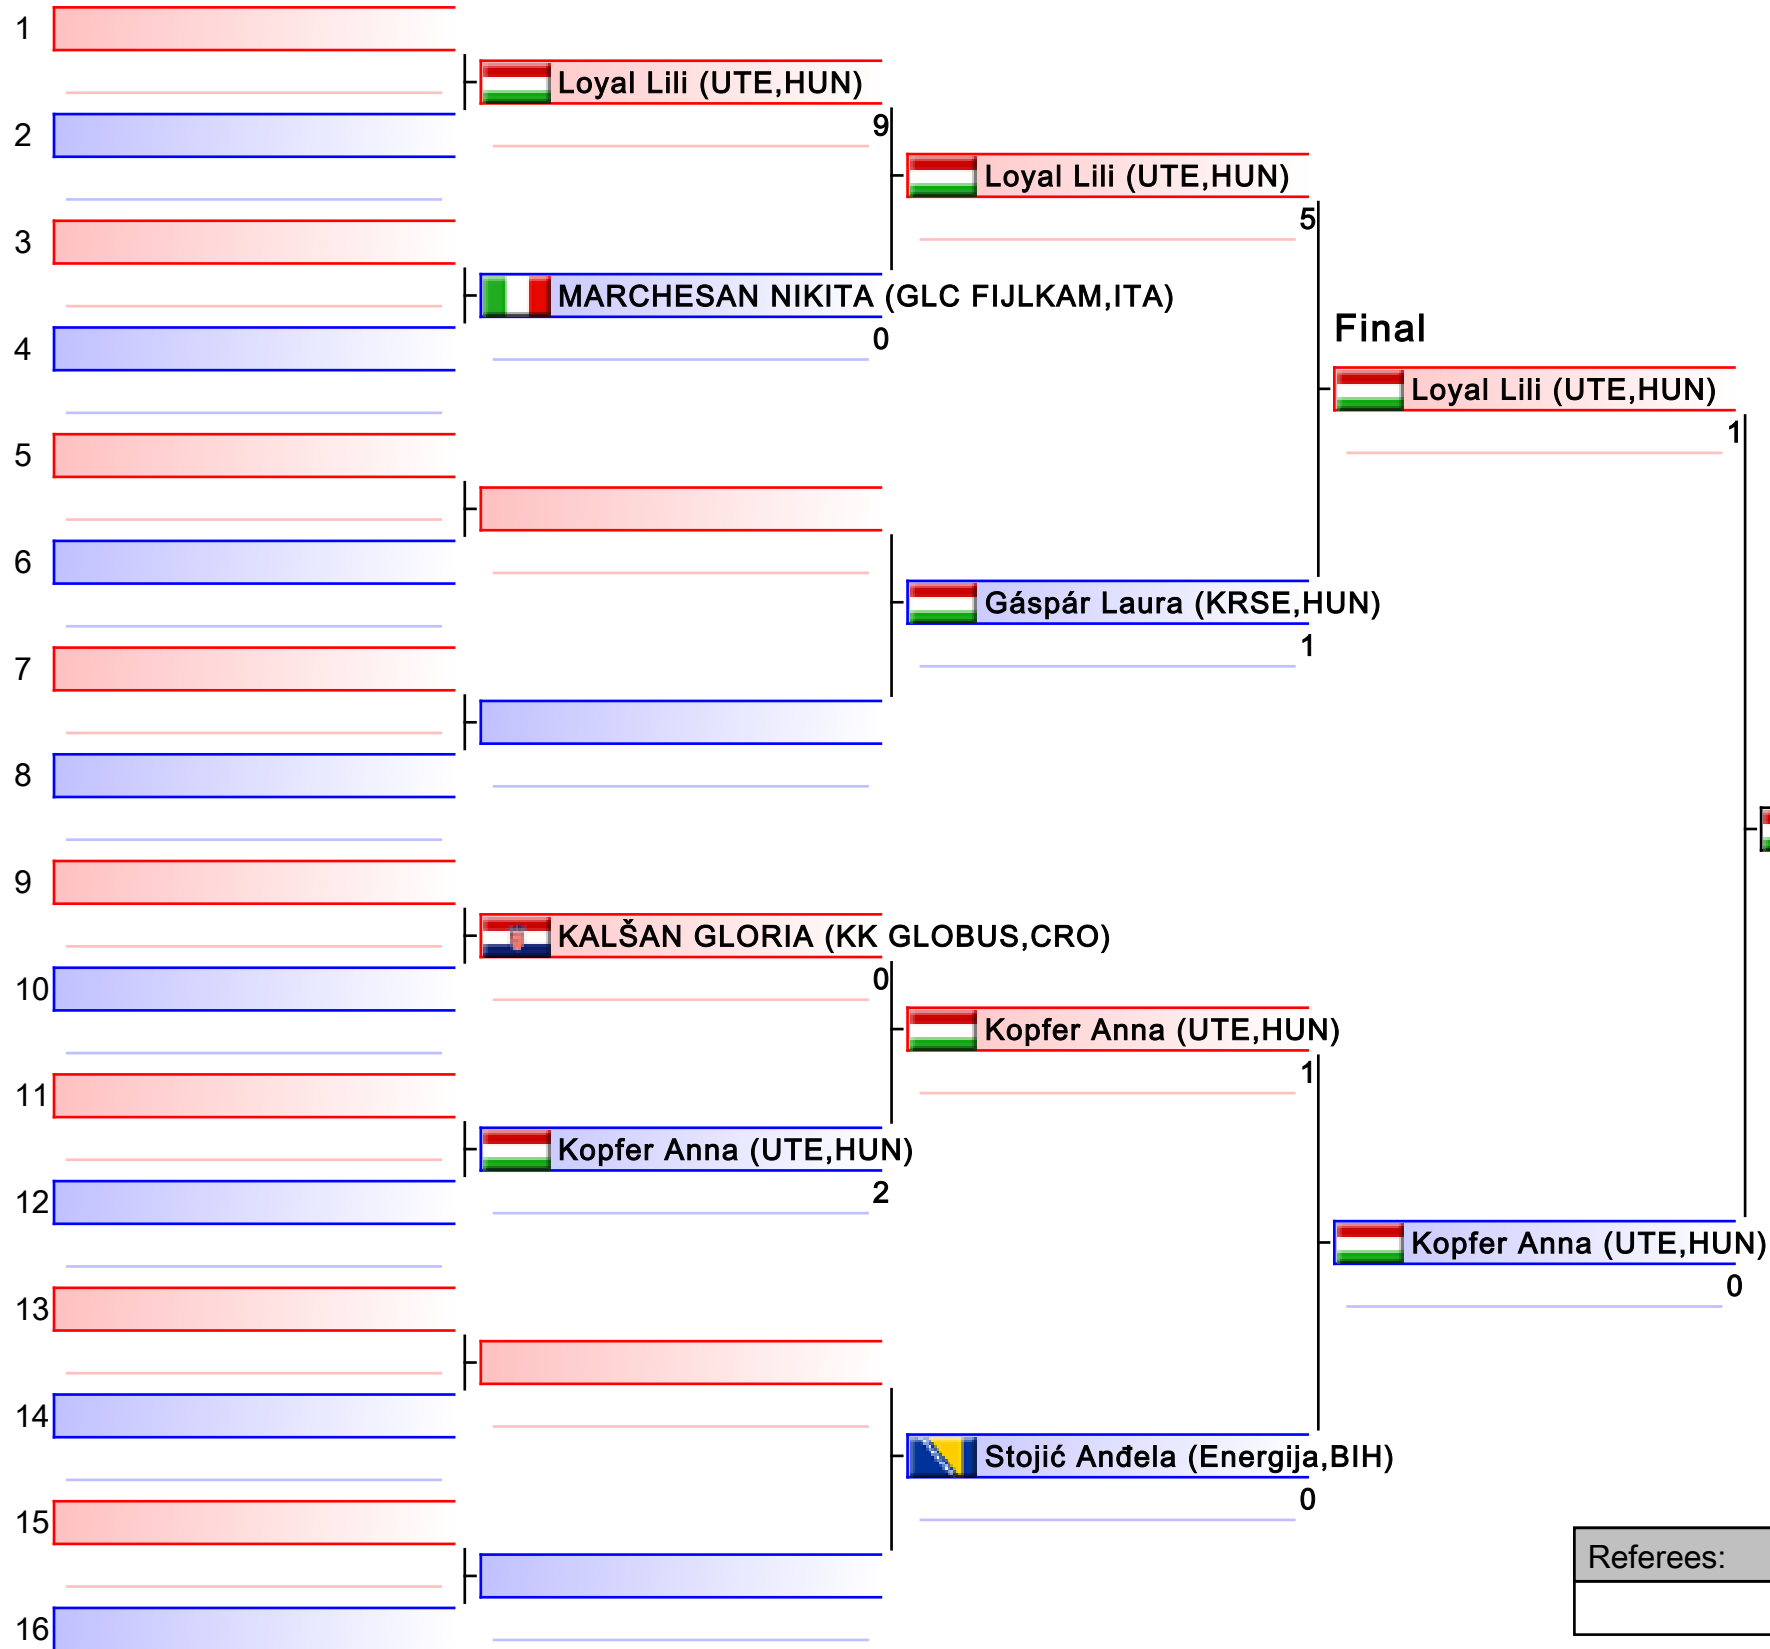 1
Loyal Lili (UTE,HUN)
9
2
Loyal Lili (UTE,HUN)
5
3
MARCHESAN NIKITA (GLC FIJLKAM,ITA)
0
4
Final
Loyal Lili (UTE,HUN)
1
5
6
Gáspár Laura (KRSE,HUN)
1
7
8
9
KALŠAN GLORIA (KK GLOBUS,CRO)
0
10
Kopfer Anna (UTE,HUN)
1
11
Kopfer Anna (UTE,HUN)
2
12
Kopfer Anna (UTE,HUN)
0
13
14
Stojić Anđela (Energija,BIH)
0
15
Referees:
16